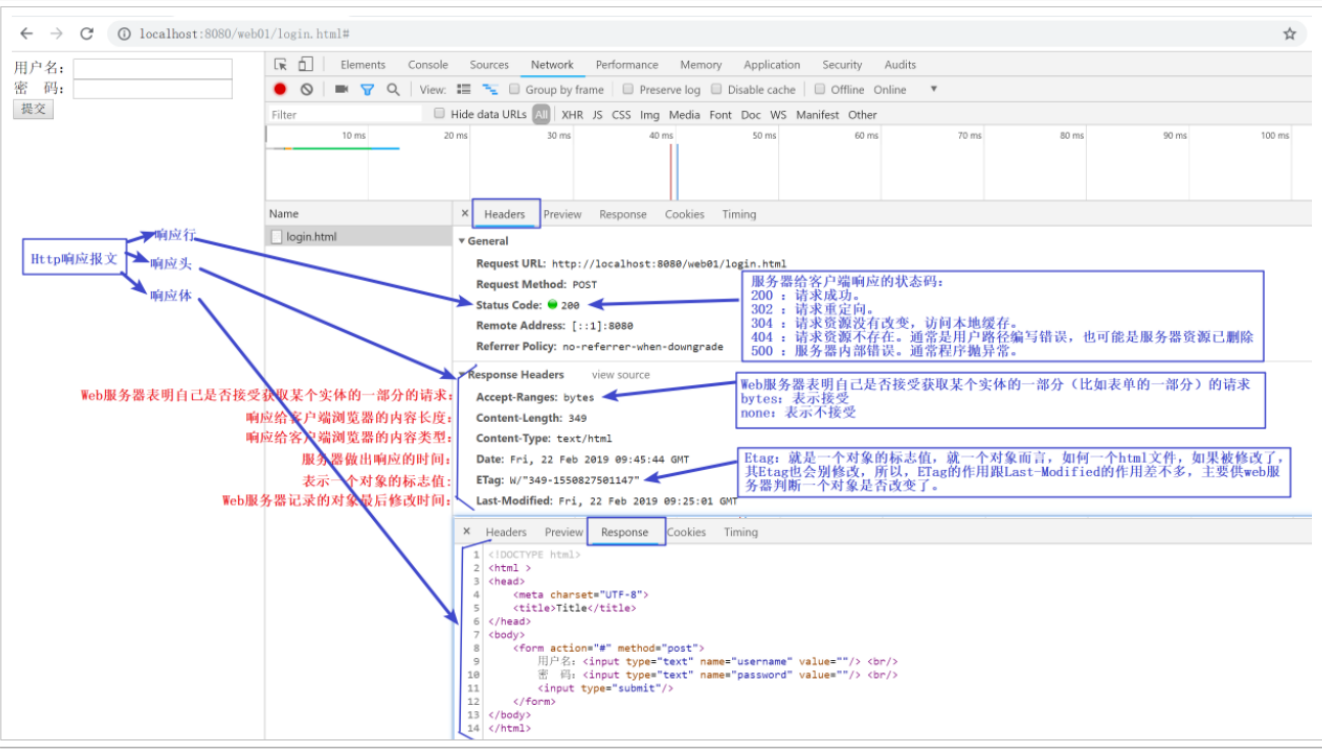 localhost:8080/web01/login.html#
用户名：
密 码：
提交
Elements Console Sources Network Performance Memory Application Security Audits
View: Group by frame Preserve log Disable cache Offline Online
Filter Hide data URLs All XHR JS CSS Img Media Font Doc WS Manifest Other
10 ms 20 ms 30 ms 40 ms 50 ms 60 ms 70 ms 80 ms 90 ms 100 ms
Name
login.html
× Headers Preview Response Cookies Timing
Http响应报文
响应行
响应头
响应体
▼ General
Request URL: http://localhost:8080/web01/login.html
Request Method: POST
Status Code: 200
Remote Address: [::1]:8080
Referrer Policy: no-referrer-when-downgrade
服务器给客户端响应的状态码：
200 ：请求成功。
302 ：请求重定向。
304 ：请求资源没有改变，访问本地缓存。
404 ：请求资源不存在。通常是用户路径编写错误，也可能是服务器资源已删除
500 ：服务器内部错误。通常程序抛异常。
▼ Response Headers view source
Accept-Ranges: bytes
Content-Length: 349
Content-Type: text/html
Date: Fri, 22 Feb 2019 09:45:44 GMT
ETag: W/"349-1550827501147"
Last-Modified: Fri, 22 Feb 2019 09:25:01 GMT
Web服务器表明自己是否接受获取某个实体的一部分的请求：
响应给客户端浏览器的内容长度：
响应给客户端浏览器的内容类型：
服务器做出响应的时间：
表示一个对象的标志值：
Web服务器记录的对象最后修改时间：
Web服务器表明自己是否接受获取某个实体的一部分（比如表单的一部分）的请求
bytes：表示接受
none：表示不接受
Etag：就是一个对象的标志值，就一个对象而言，如何一个html文件，如果被修改了，
其Etag也会别修改，所以，ETag的作用跟Last-Modified的作用差不多，主要供web服
务器判断一个对象是否改变了。
× Headers Preview Response Cookies Timing
1 <!DOCTYPE html>
2 <html >
3 <head>
4 <meta charset="UTF-8">
5 <title>Title</title>
6 </head>
7 <body>
8 <form action="#" method="post">
9 用户名：<input type="text" name="username" value=""/> <br/>
10 密 码：<input type="text" name="password" value=""/> <br/>
11 <input type="submit"/>
12 </form>
13 </body>
14 </html>